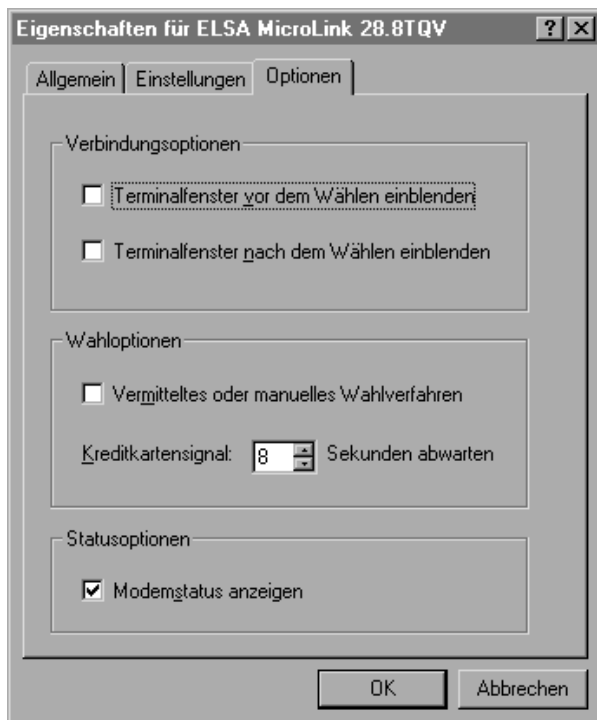 Eigenschaften für ELSA MicroLink 28.8TQV
Allgemein Einstellungen Optionen
Verbindungsoptionen
Terminalfenster vor dem Wählen einblenden
Terminalfenster nach dem Wählen einblenden
Wahloptionen
Vermitteltes oder manuelles Wahlverfahren
Kreditkartensignal: 8 Sekunden abwarten
Statusoptionen
Modemstatus anzeigen
OK Abbrechen